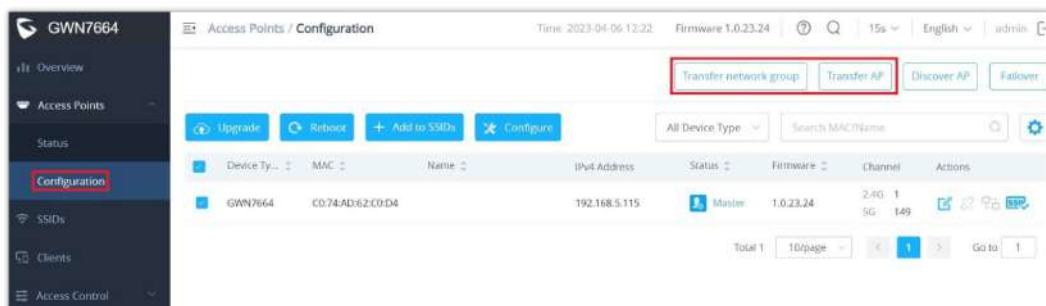 GWN7664
Access Points / Configuration
Time 2023-04-06 12:22
Firmware 1.0.23.24
15s
English
admin
Overview
Transfer network group
Transfer AP
Discover AP
Failover
Access Points
Upgrade
Reboot
+ Add to SSIDs
Configure
All Device Type
Search MAC/Name
Status
Device Ty...
MAC
Name
IPv4 Address
Status
Firmware
Channel
Actions
Configuration
GWN7664
C0:74:AD:62:C0:D4
192.168.5.115
Master
1.0.23.24
2.4G 1
5G 149
SSID
SSIDs
Total 1
10/page
1
Go to
1
Clients
Access Control